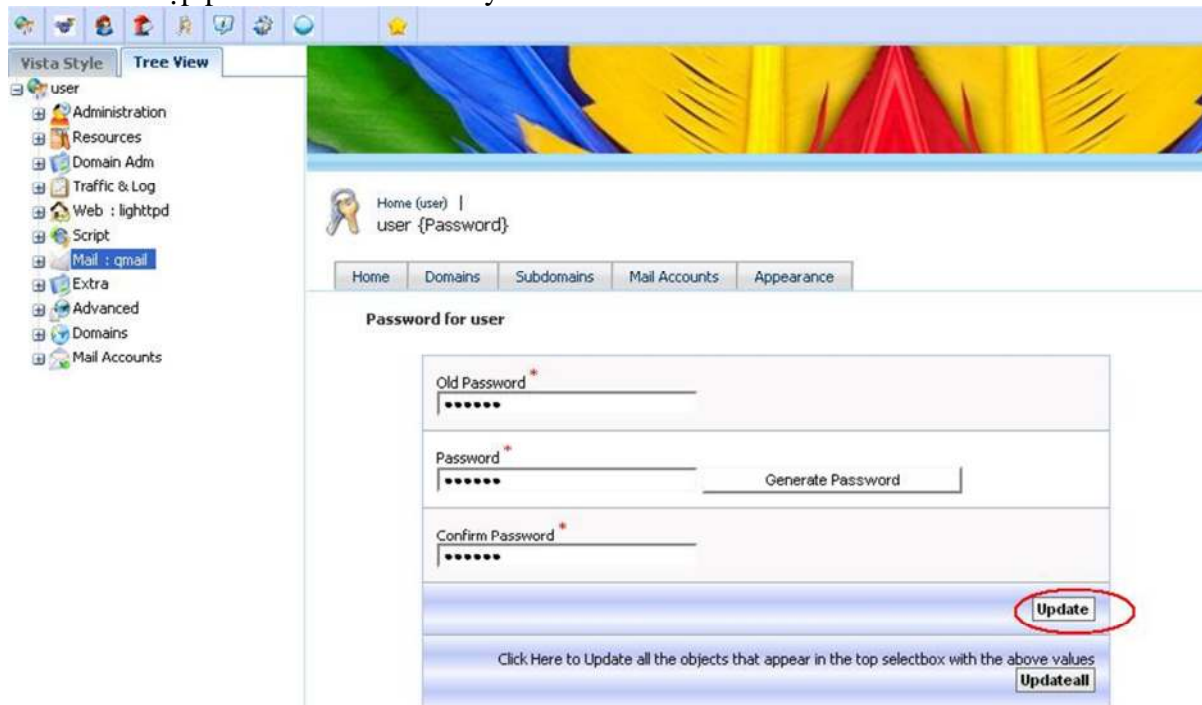 Vista Style
Tree View
user
Administration
Resources
Domain Adm
Traffic & Log
Web : lighttpd
Script
Mail : qmail
Extra
Advanced
Domains
Mail Accounts
Home (user) |
user {Password}
Home Domains Subdomains Mail Accounts Appearance
Password for user
Old Password *
Password *
Generate Password
Confirm Password *
Update
Click Here to Update all the objects that appear in the top selectbox with the above values
Updateall